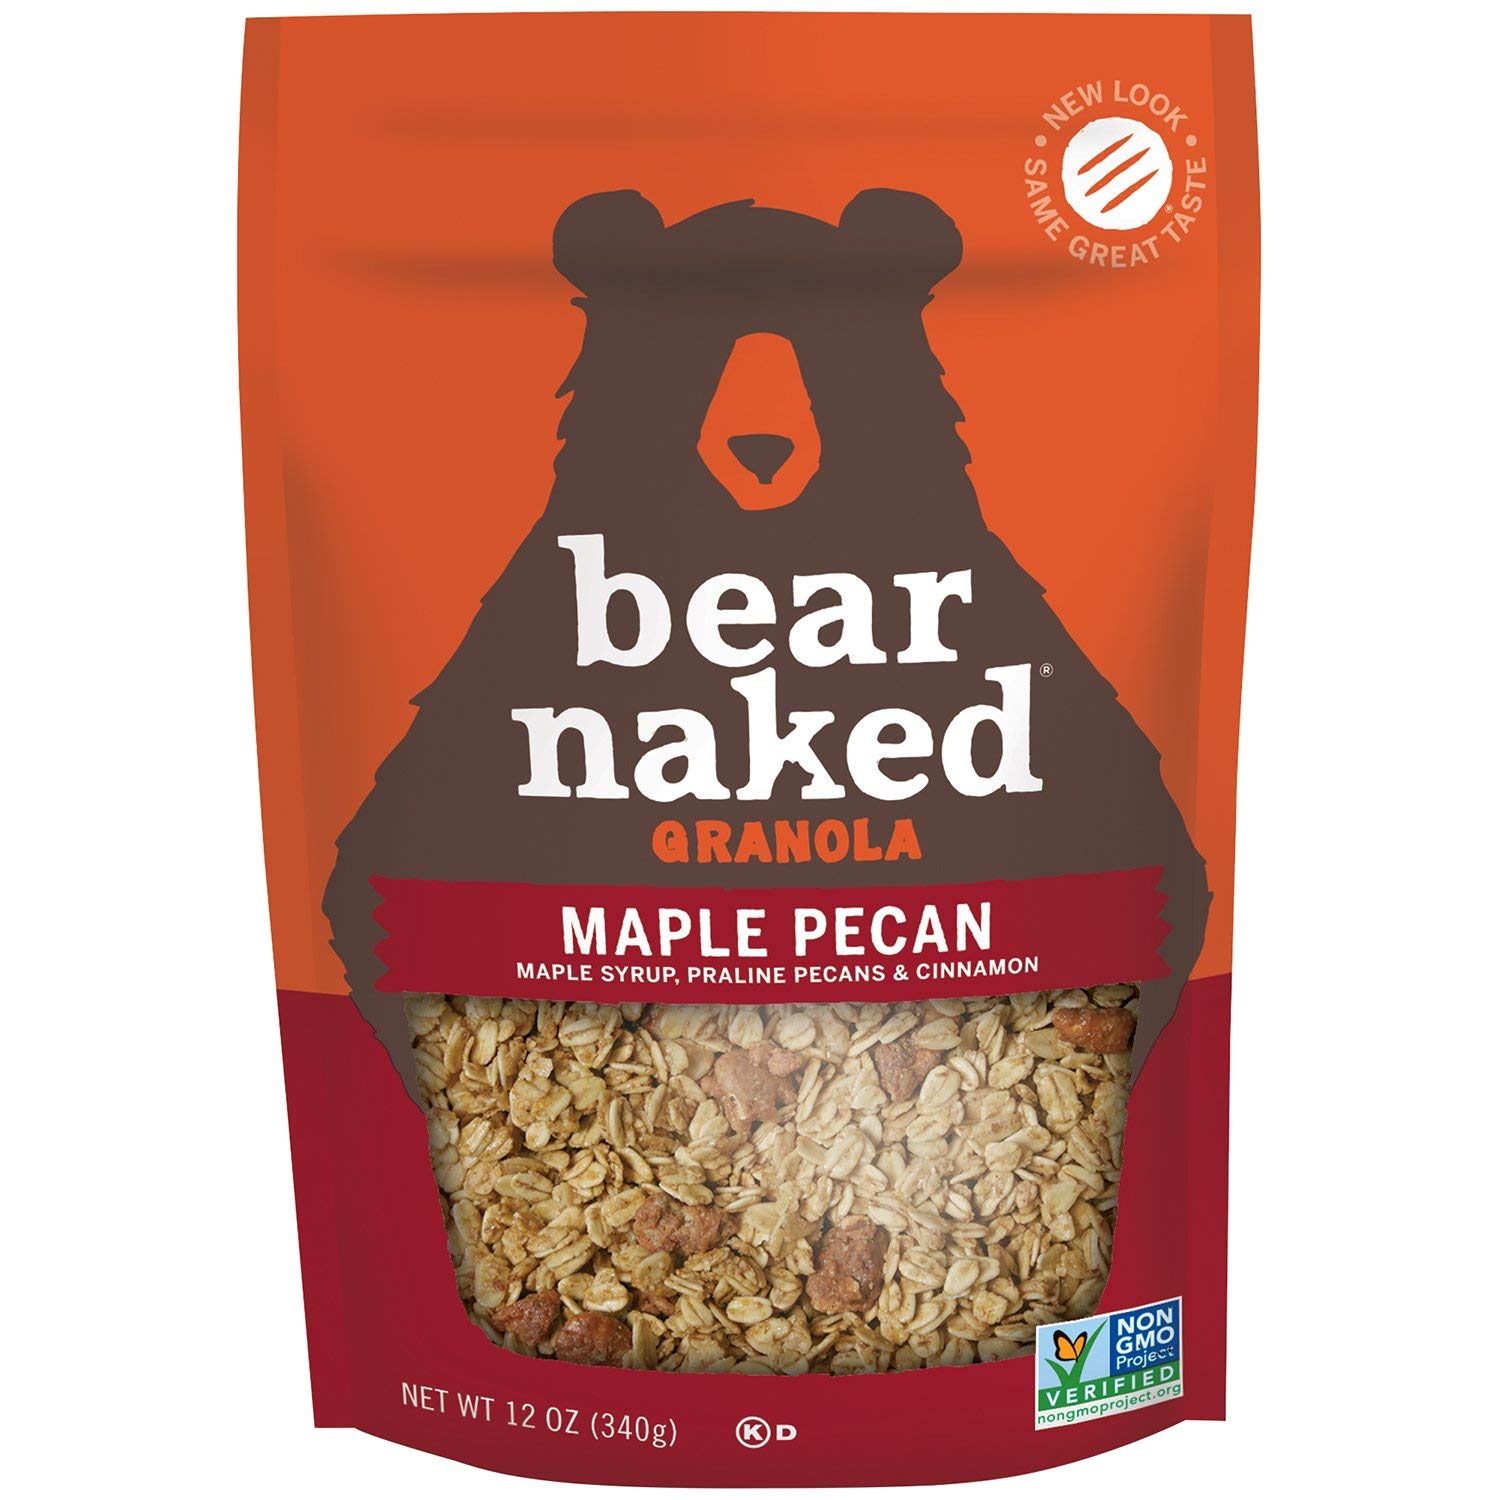 NEW LOOK
SAME GREAT TASTE
®
bear
naked®
GRANOLA
MAPLE PECAN
MAPLE SYRUP, PRALINE PECANS & CINNAMON
NON
GMO
Project
VERIFIED
nongmoproject.org
NET WT 12 OZ (340g)
K D